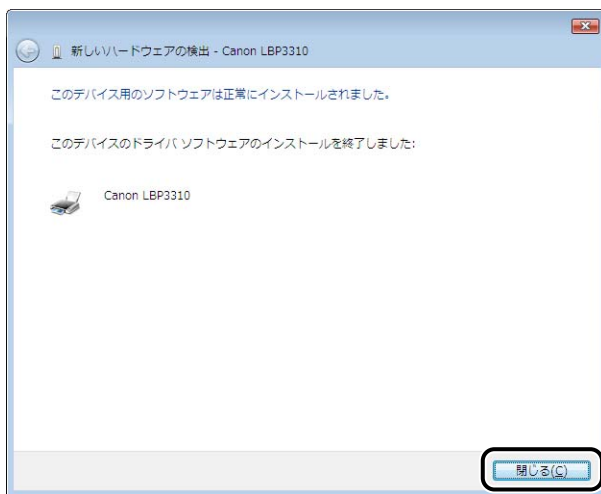 新しいハードウェアの検出 - Canon LBP3310
このデバイス用のソフトウェアは正常にインストールされました。
このデバイスのドライバ ソフトウェアのインストールを終了しました:
Canon LBP3310
閉じる(C)